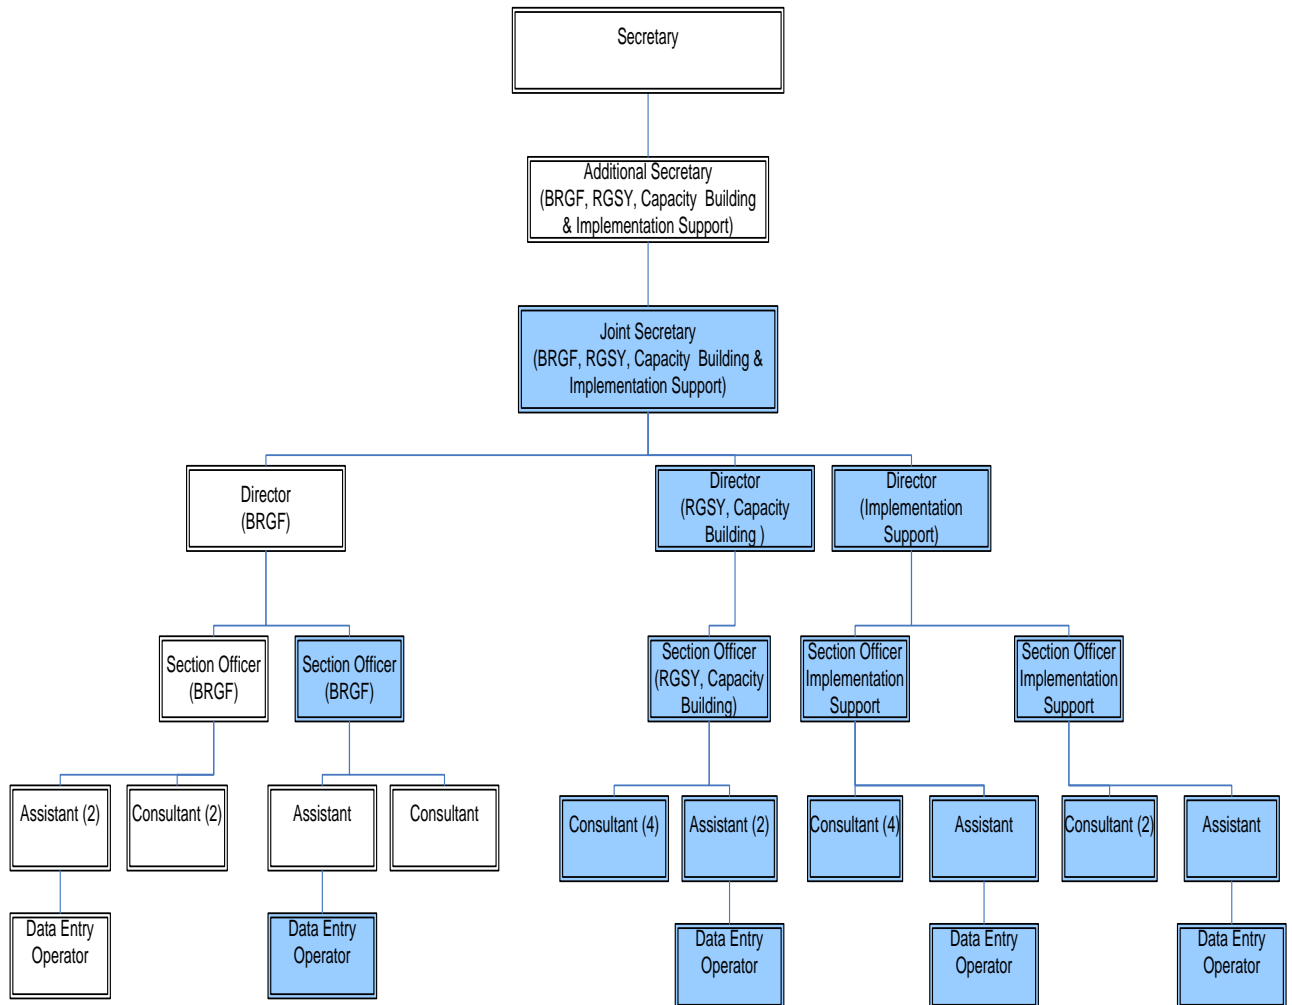 Secretary
Additional Secretary
(BRGF, RGSY, Capacity Building
& Implementation Support)
Joint Secretary
(BRGF, RGSY, Capacity Building &
Implementation Support)
Director
(BRGF)
Director
(RGSY, Capacity
Building )
Director
(Implementation
Support)
Section Officer
(BRGF)
Section Officer
(BRGF)
Section Officer
(RGSY, Capacity
Building)
Section Officer
Implementation
Support
Section Officer
Implementation
Support
Assistant (2)
Consultant (2)
Assistant
Consultant
Consultant (4)
Assistant (2)
Consultant (4)
Assistant
Consultant (2)
Assistant
Data Entry
Operator
Data Entry
Operator
Data Entry
Operator
Data Entry
Operator
Data Entry
Operator